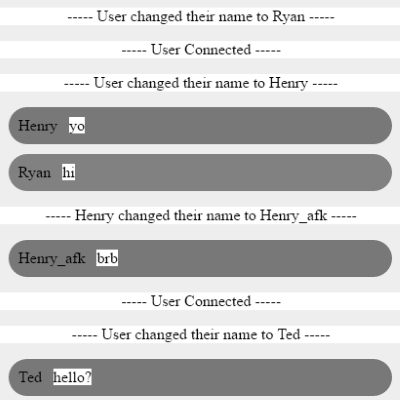 ----- User changed their name to Ryan -----
----- User Connected -----
----- User changed their name to Henry -----
Henry yo
Ryan hi
----- Henry changed their name to Henry_afk -----
Henry_afk brb
----- User Connected -----
----- User changed their name to Ted -----
Ted hello?